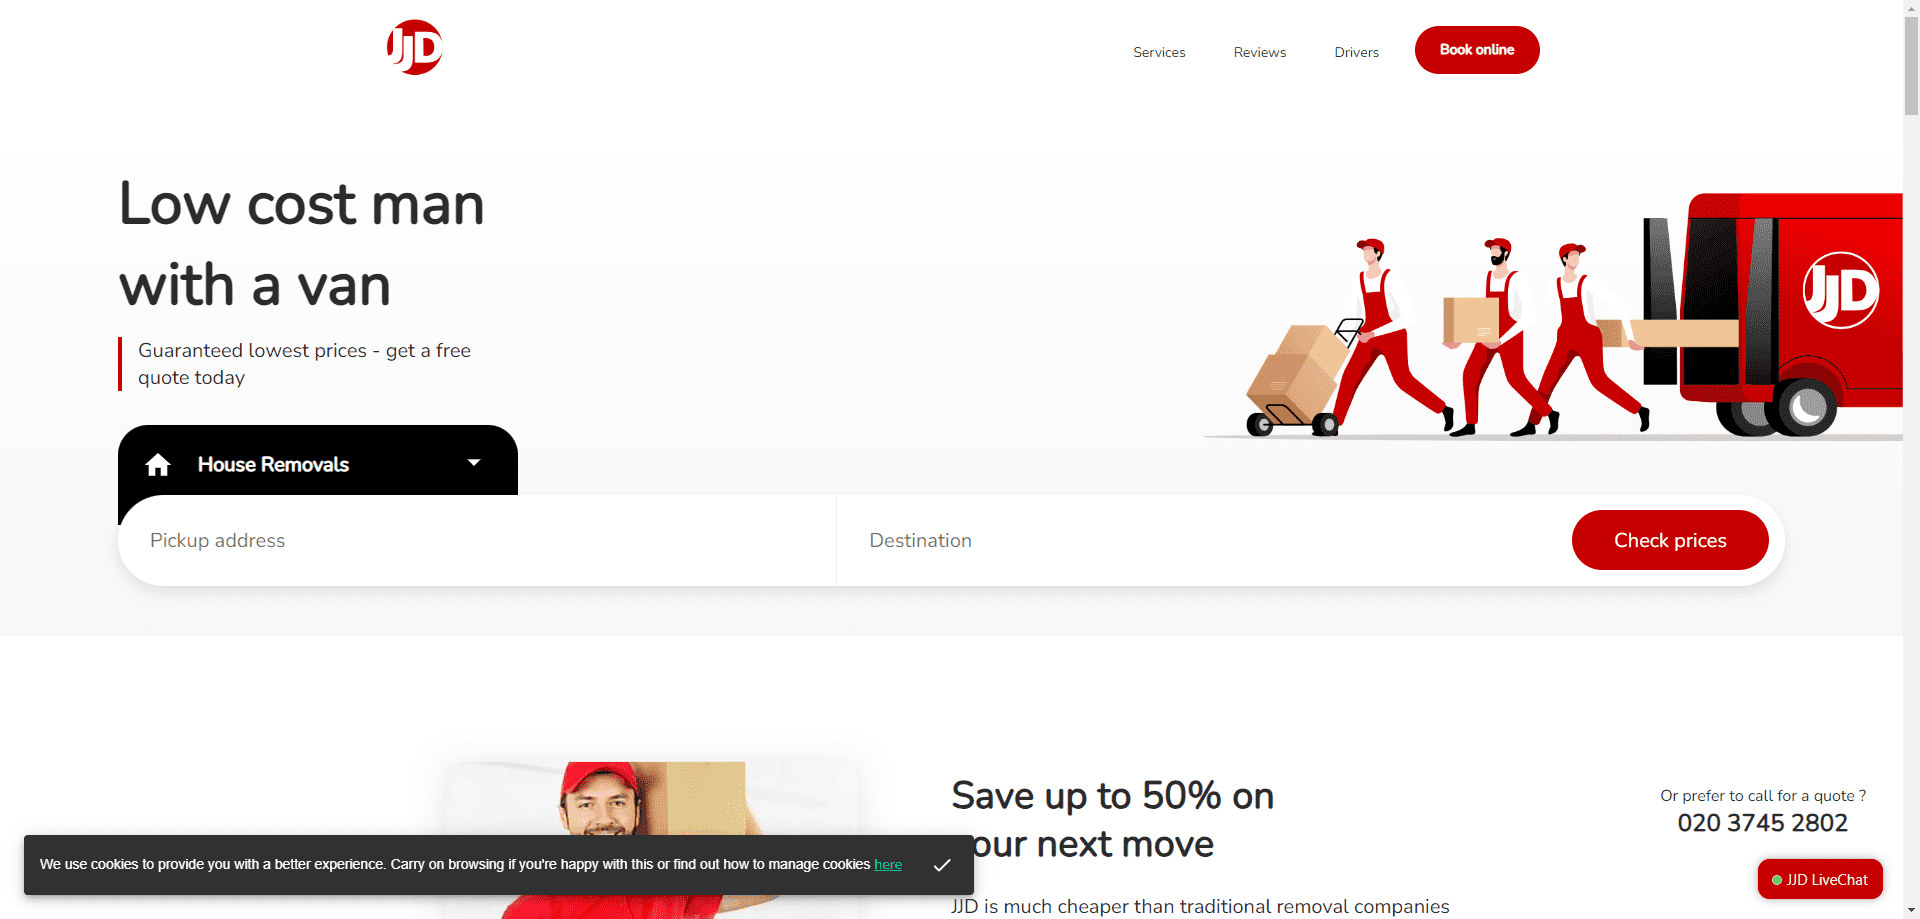 JJD
Services
Reviews
Drivers
Book online
Low cost man
with a van
Guaranteed lowest prices - get a free
quote today
JJD
House Removals
Pickup address
Destination
Check prices
Save up to 50% on
our next move
JJD is much cheaper than traditional removal companies
Or prefer to call for a quote ?
020 3745 2802
We use cookies to provide you with a better experience. Carry on browsing if you're happy with this or find out how to manage cookies here
JJD LiveChat